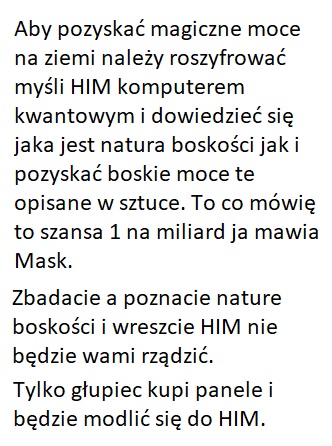 Aby pozyskać magiczne moce
na ziemi należy roszyfrować
myśli HIM komputerem
kwantowym i dowiedzieć się
jaka jest natura boskości jak i
pozyskać boskie moce te
opisane w sztuce. To co mówię
to szansa 1 na miliard ja mawia
Mask.
Zbadacie a poznacie nature
boskości i wreszcie HIM nie
będzie wami rządzić.
Tylko głupiec kupi panele i
będzie modlić się do HIM.